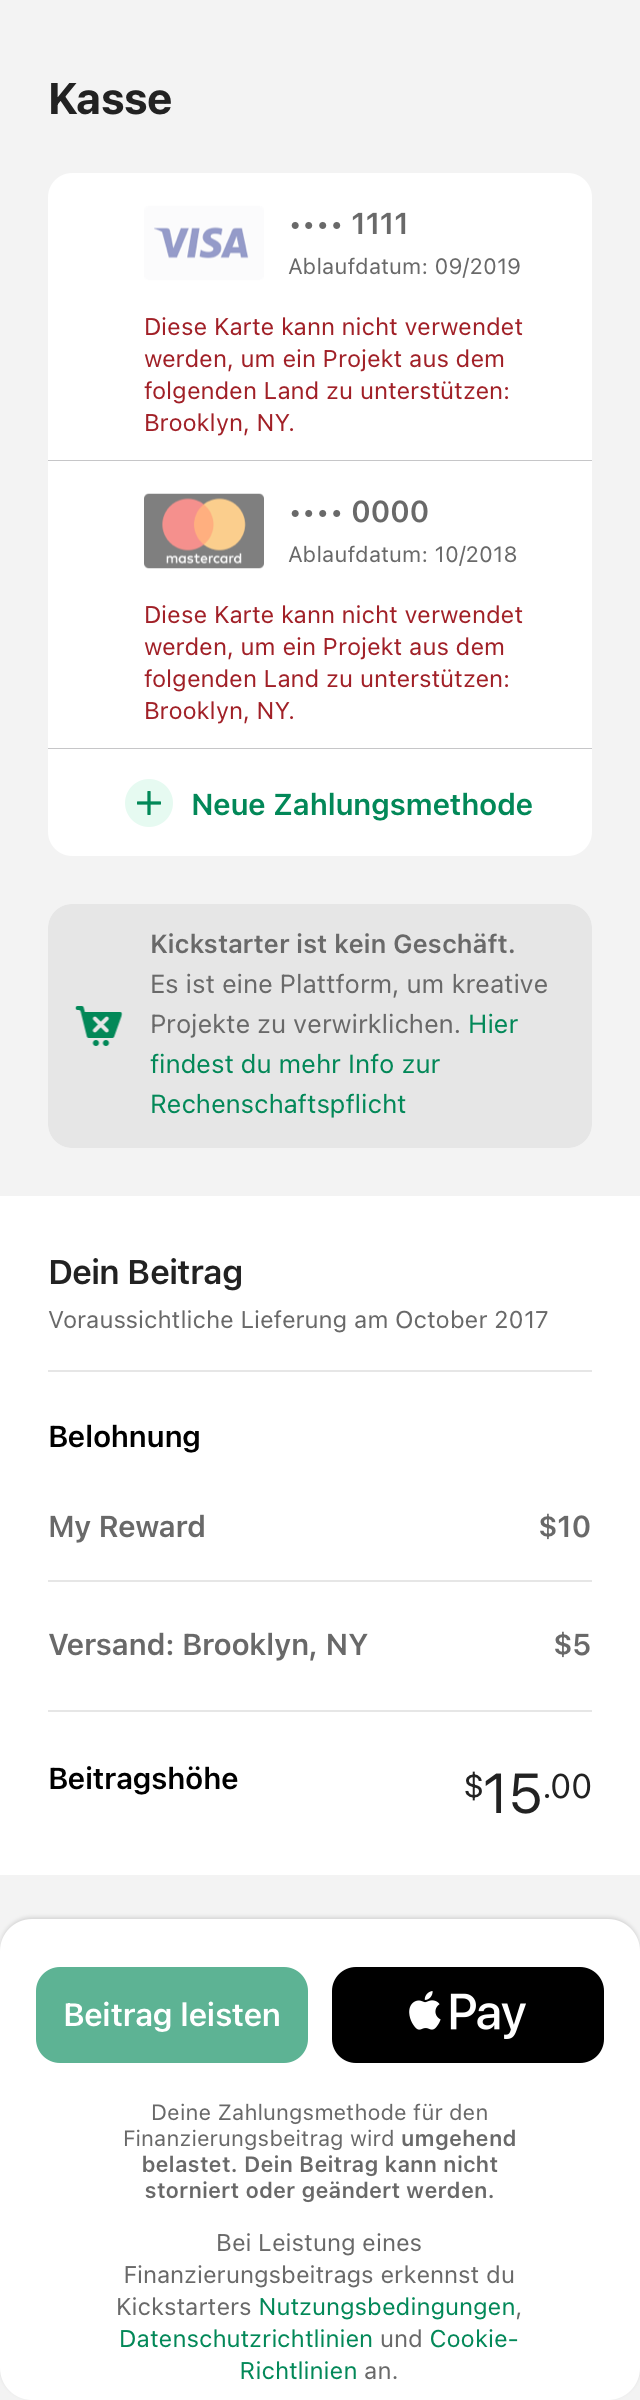 Kasse
VISA
•••• 1111
Ablaufdatum: 09/2019
Diese Karte kann nicht verwendet
werden, um ein Projekt aus dem
folgenden Land zu unterstützen:
Brooklyn, NY.
mastercard
•••• 0000
Ablaufdatum: 10/2018
Diese Karte kann nicht verwendet
werden, um ein Projekt aus dem
folgenden Land zu unterstützen:
Brooklyn, NY.
Neue Zahlungsmethode
Kickstarter ist kein Geschäft.
Es ist eine Plattform, um kreative
Projekte zu verwirklichen. Hier
findest du mehr Info zur
Rechenschaftspflicht
Dein Beitrag
Voraussichtliche Lieferung am October 2017
Belohnung
My Reward $10
Versand: Brooklyn, NY $5
Beitragshöhe $15.00
Beitrag leisten
Pay
Deine Zahlungsmethode für den
Finanzierungsbeitrag wird umgehend
belastet. Dein Beitrag kann nicht
storniert oder geändert werden.
Bei Leistung eines
Finanzierungsbeitrags erkennst du
Kickstarters Nutzungsbedingungen,
Datenschutzrichtlinien und Cookie-
Richtlinien an.